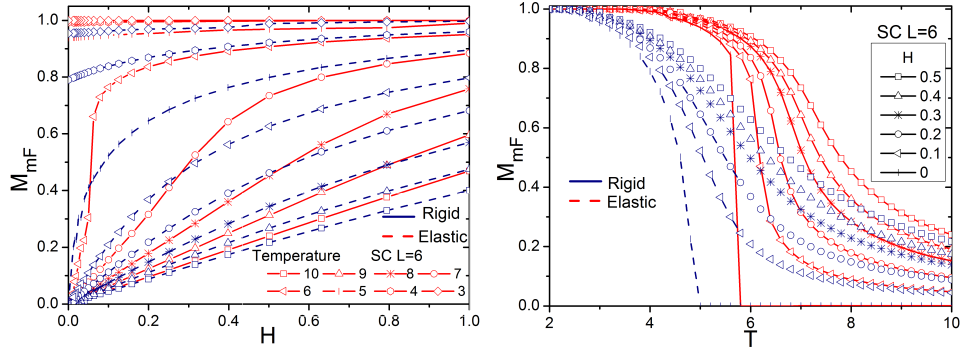 1.0
0.8
0.6
0.4
0.2
0.0
M_mF
0.0 0.2 0.4 0.6 0.8 1.0
H
Rigid
Elastic
Temperature SC L=6
10 9 8 7
6 5 4 3
1.0
0.8
0.6
0.4
0.2
0.0
M_mF
2 4 6 8 10
T
Rigid
Elastic
SC L=6
H
0.5
0.4
0.3
0.2
0.1
0